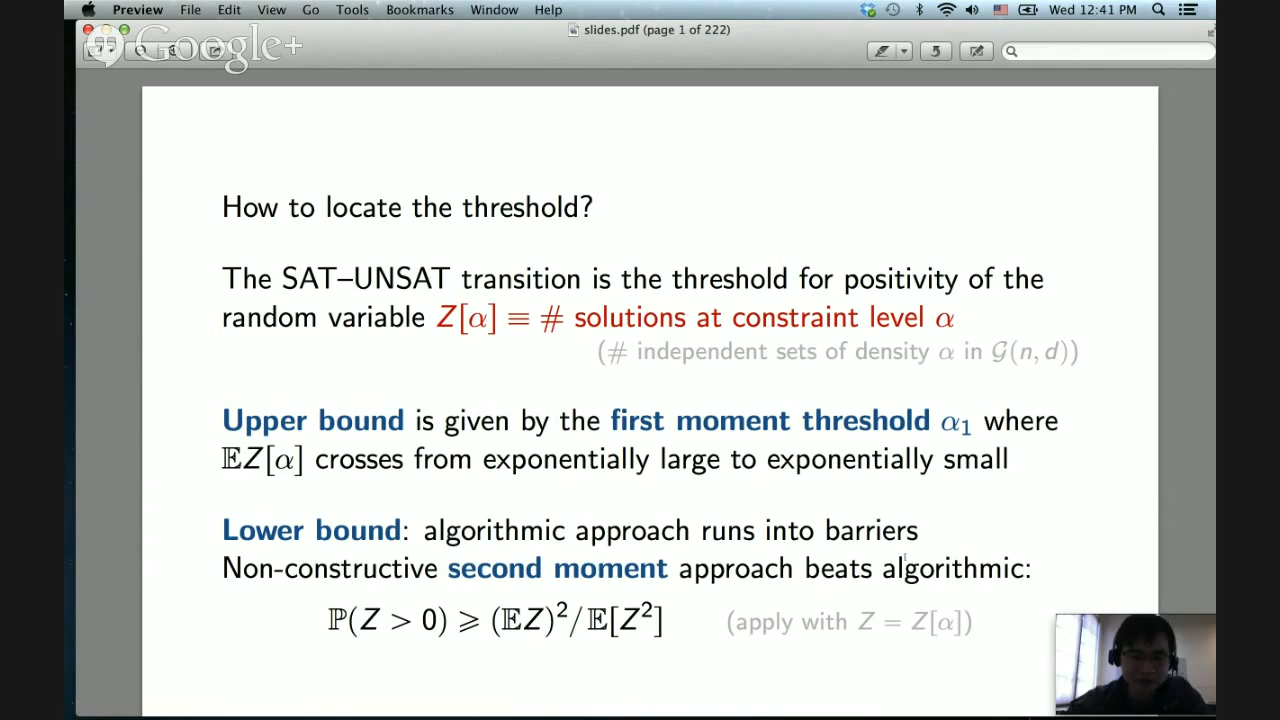 Preview File Edit View Go Tools Bookmarks Window Help Wed 12:41 PM
Google+
slides.pdf (page 1 of 222)
How to locate the threshold?
The SAT–UNSAT transition is the threshold for positivity of the
random variable Z[α] ≡ # solutions at constraint level α
(# independent sets of density α in 𝒢(n, d))
Upper bound is given by the first moment threshold α₁ where
𝔼Z[α] crosses from exponentially large to exponentially small
Lower bound: algorithmic approach runs into barriers
Non-constructive second moment approach beats algorithmic:
ℙ(Z > 0) ⩾ (𝔼Z)²/𝔼[Z²] (apply with Z = Z[α])